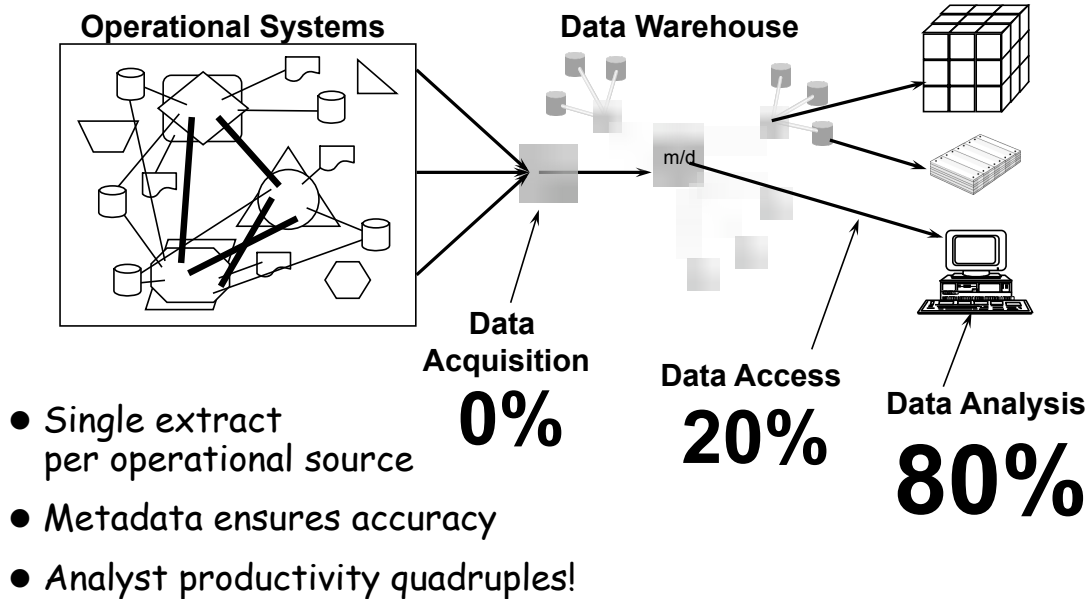 Operational Systems
Data Warehouse
m/d
Data
Acquisition
0%
Data Access
20%
Data Analysis
80%
● Single extract
per operational source
● Metadata ensures accuracy
● Analyst productivity quadruples!